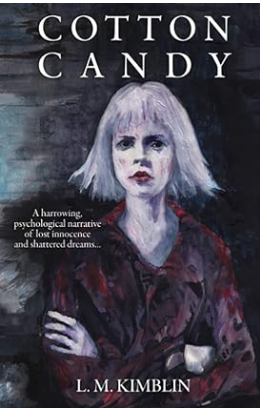 COTTON
CANDY
A harrowing,
psychological narrative
of lost innocence
and shattered dreams...
L. M. KIMBLIN